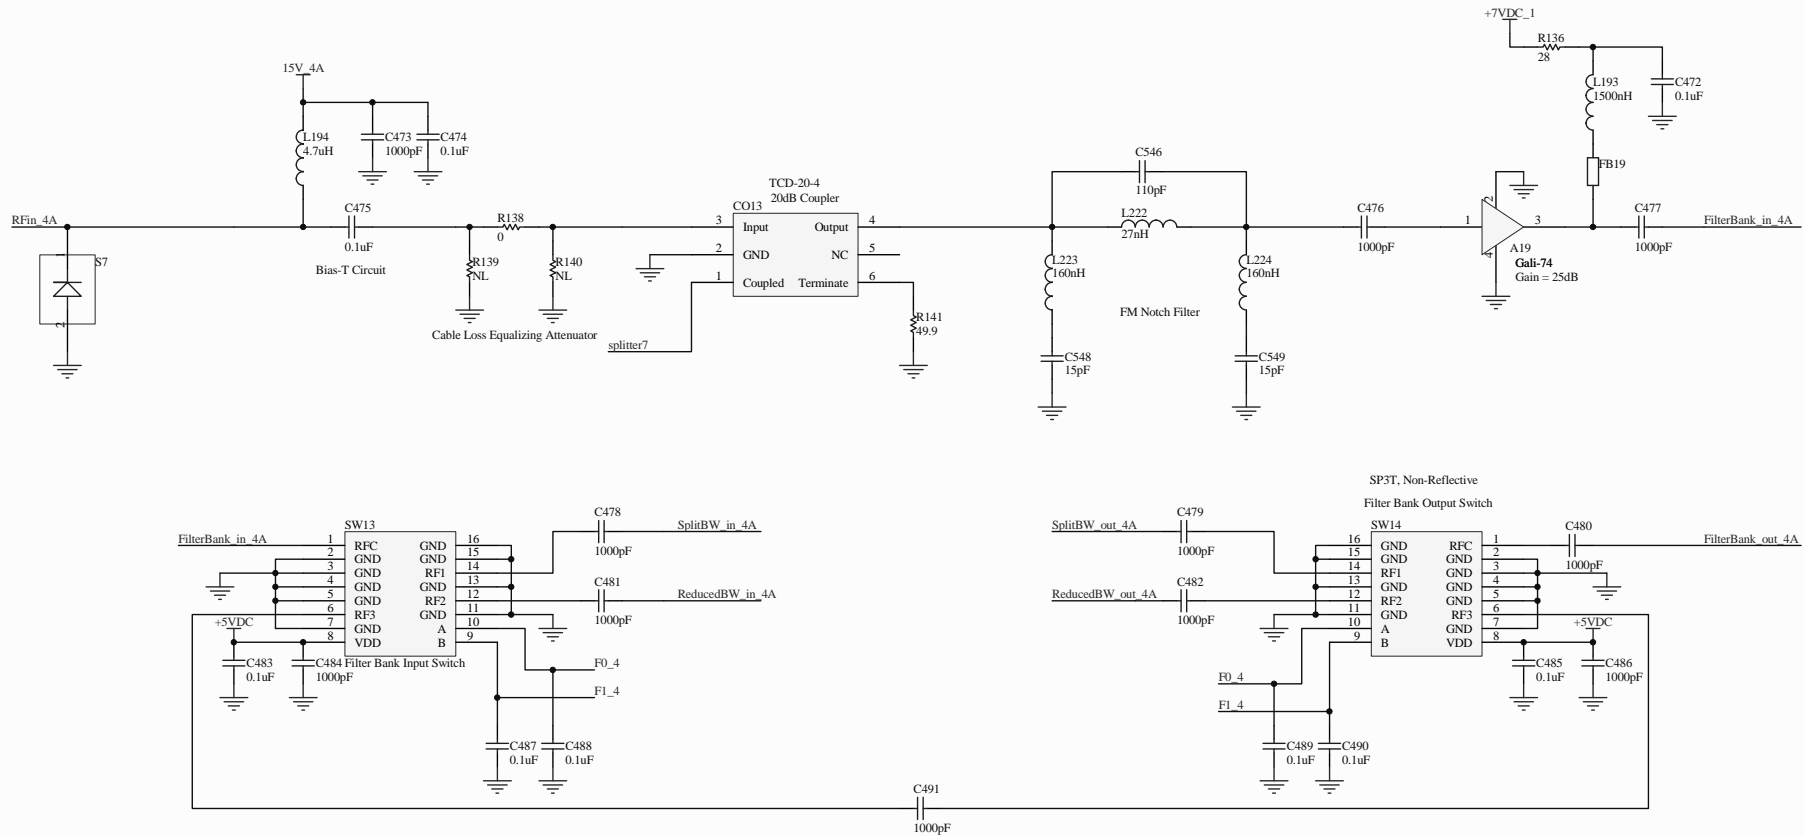 +7VDC_1
R136
28
L193
1500nH
C472
0.1uF
FB19
15V_4A
L194
4.7uH
C473
1000pF
C474
0.1uF
RFin_4A
S7
1
2
C475
0.1uF
Bias-T Circuit
R138
0
R139
NL
R140
NL
Cable Loss Equalizing Attenuator
TCD-20-4
20dB Coupler
CO13
3 Input Output 4
2 GND NC 5
1 Coupled Terminate 6
splitter7
R141
49.9
C546
110pF
L222
27nH
L223
160nH
L224
160nH
FM Notch Filter
C548
15pF
C549
15pF
C476
1000pF
1
2
3
4
A19
Gali-74
Gain = 25dB
C477
1000pF
FilterBank_in_4A
SW13
FilterBank_in_4A
1 RFC GND 16
2 GND GND 15
3 GND RF1 14
4 GND GND 13
5 GND RF2 12
6 RF3 GND 11
7 GND A 10
8 VDD B 9
Filter Bank Input Switch
+5VDC
C483
0.1uF
C484
1000pF
C478
1000pF
SplitBW_in_4A
C481
1000pF
ReducedBW_in_4A
F0_4
F1_4
C487
0.1uF
C488
0.1uF
SP3T, Non-Reflective
Filter Bank Output Switch
SW14
SplitBW_out_4A
C479
1000pF
ReducedBW_out_4A
C482
1000pF
16 GND RFC 1
15 GND GND 2
14 RF1 GND 3
13 GND GND 4
12 RF2 GND 5
11 GND RF3 6
10 A GND 7
9 B VDD 8
C480
1000pF
FilterBank_out_4A
+5VDC
C485
0.1uF
C486
1000pF
F0_4
F1_4
C489
0.1uF
C490
0.1uF
C491
1000pF